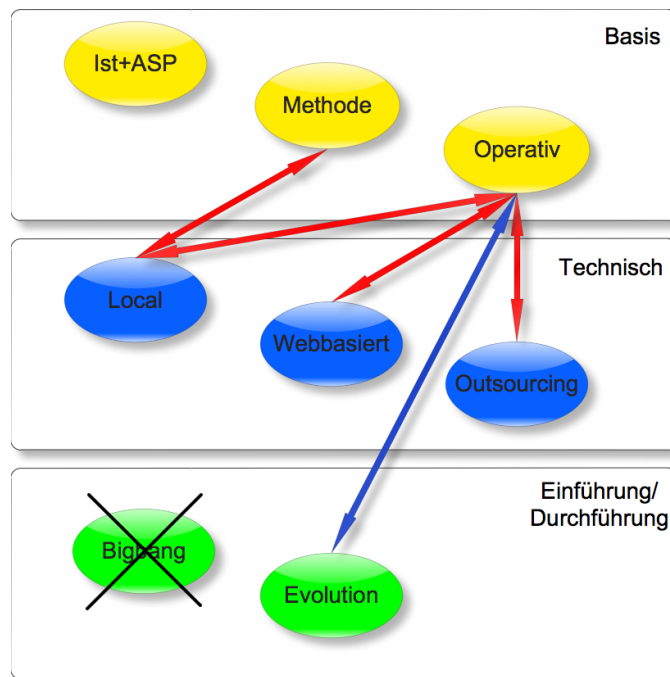 Basis
Ist+ASP
Methode
Operativ
Technisch
Local
Webbasiert
Outsourcing
Einführung/
Durchführung
Bigbang
Evolution